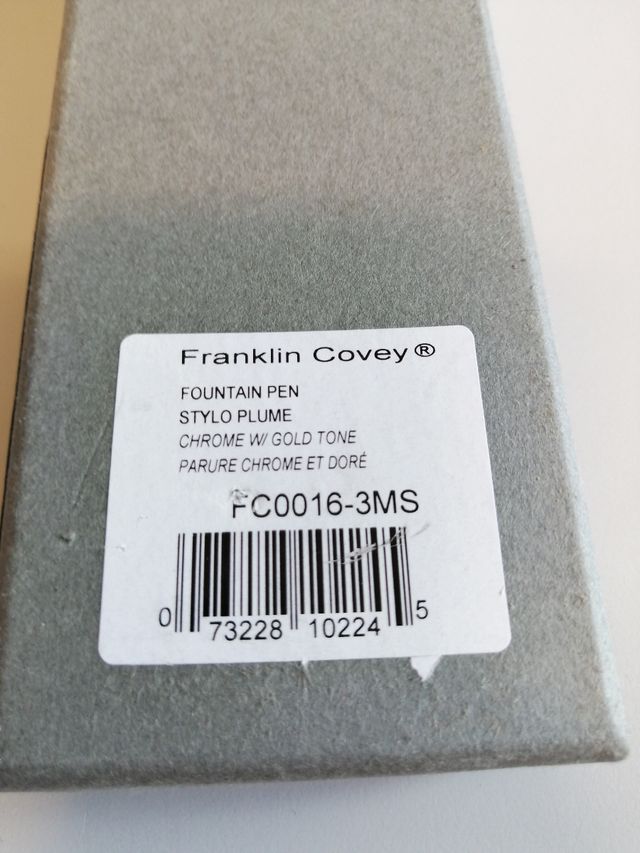 Franklin Covey®
FOUNTAIN PEN
STYLO PLUME
CHROME W/ GOLD TONE
PARURE CHROME ET DORÉ
FC0016-3MS
0 73228 10224 5